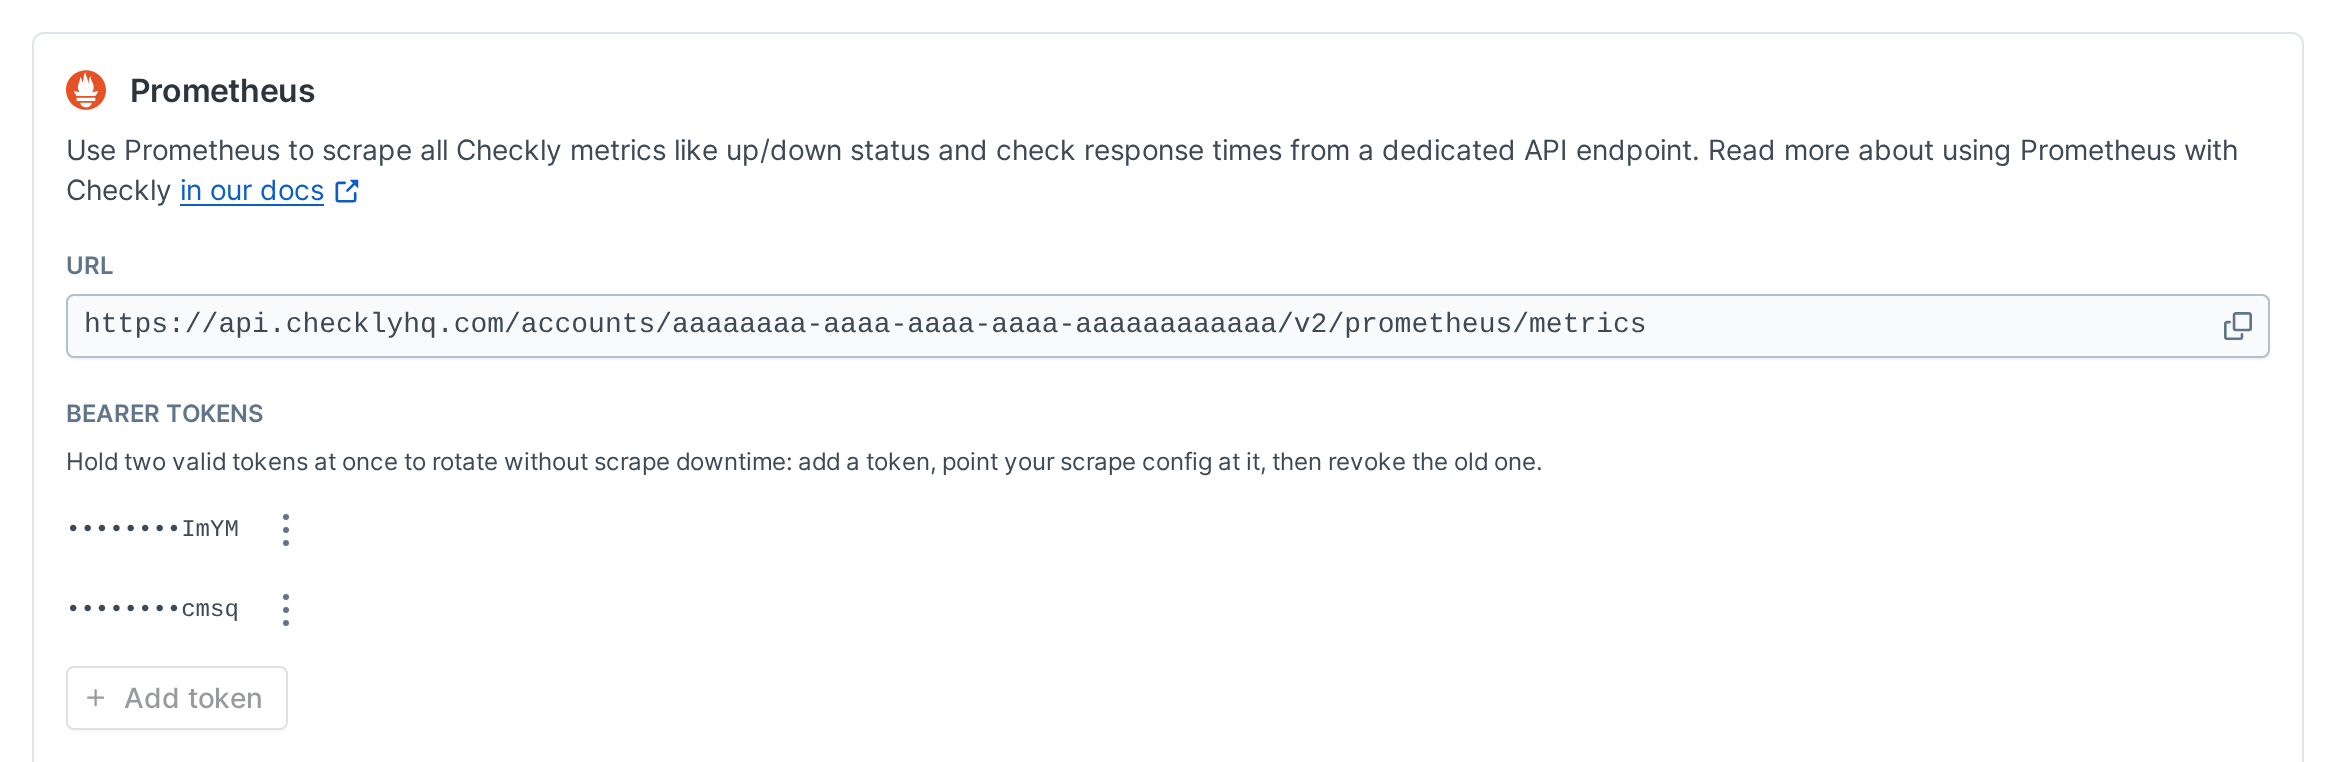 Prometheus
Use Prometheus to scrape all Checkly metrics like up/down status and check response times from a dedicated API endpoint. Read more about using Prometheus with
Checkly in our docs
URL
https://api.checklyhq.com/accounts/aaaaaaaa-aaaa-aaaa-aaaa-aaaaaaaaaaaa/v2/prometheus/metrics
BEARER TOKENS
Hold two valid tokens at once to rotate without scrape downtime: add a token, point your scrape config at it, then revoke the old one.
••••••••ImYM
••••••••cmsq
+ Add token